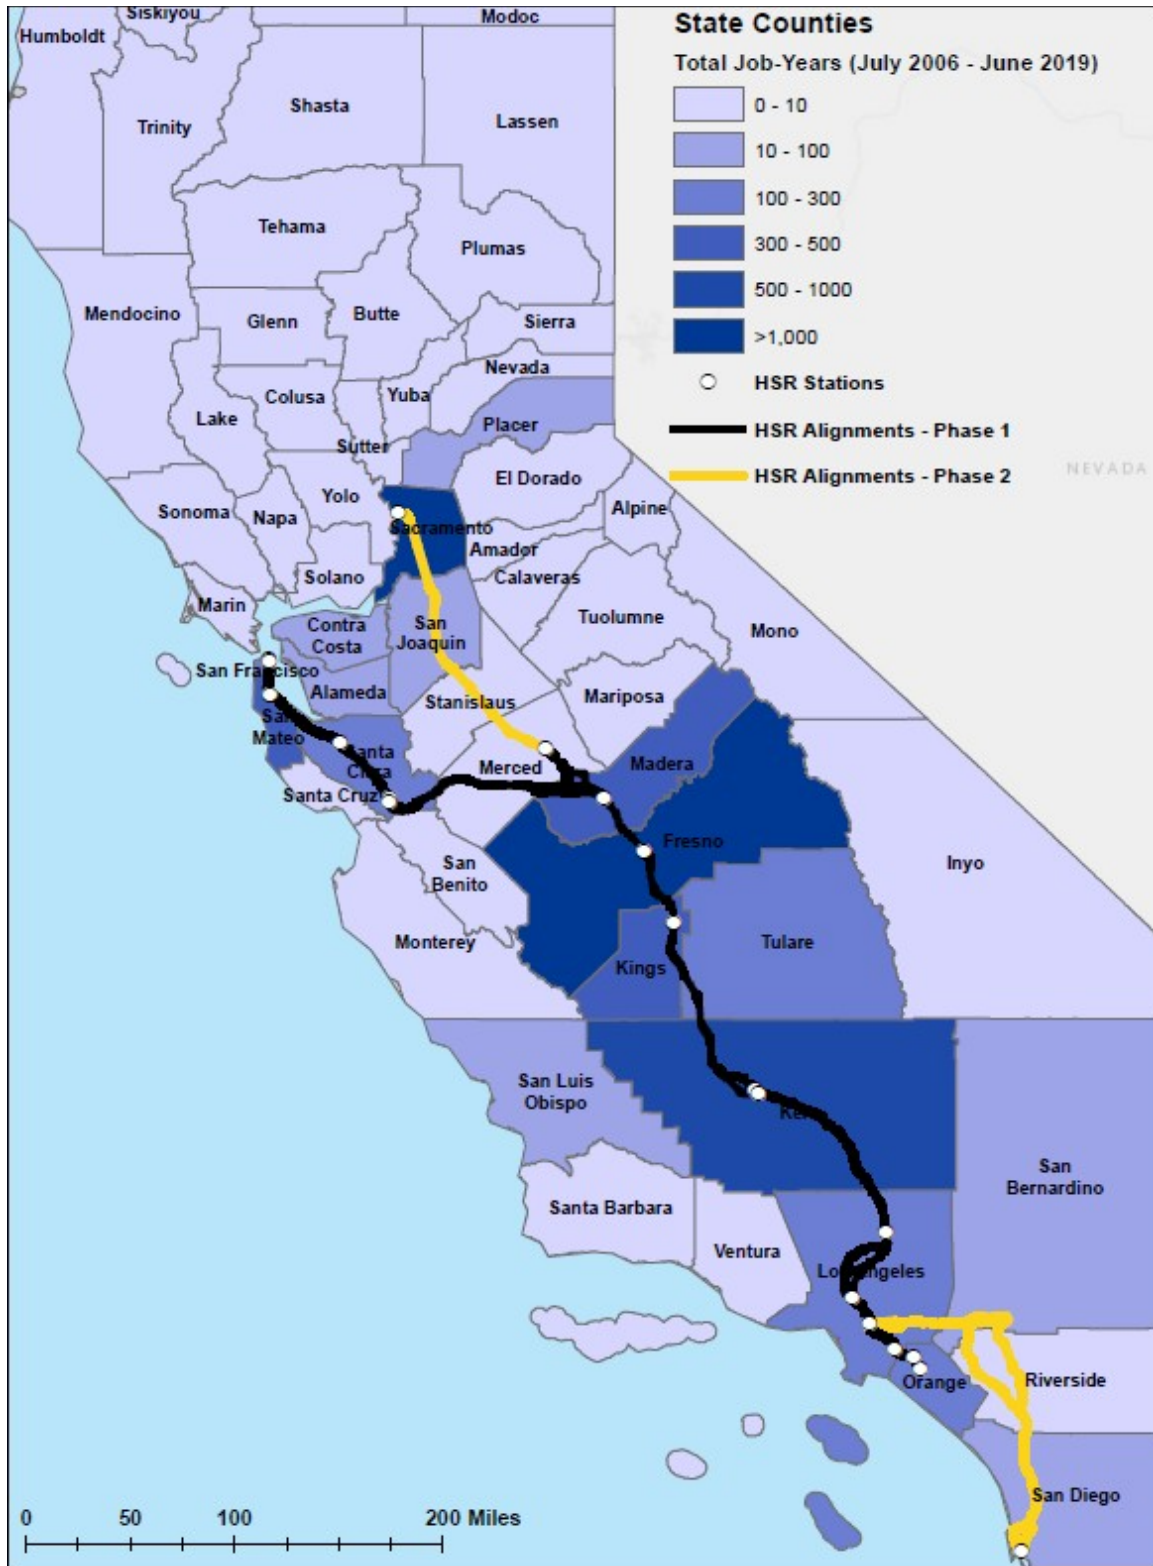 State Counties
Total Job-Years (July 2006 - June 2019)
0 - 10
10 - 100
100 - 300
300 - 500
500 - 1000
>1,000
HSR Stations
HSR Alignments - Phase 1
HSR Alignments - Phase 2
NEVADA
Siskiyou
Modoc
Humboldt
Shasta
Trinity
Lassen
Tehama
Plumas
Mendocino
Glenn
Butte
Sierra
Nevada
Colusa
Yuba
Lake
Placer
Sutter
El Dorado
Yolo
Sonoma
Napa
Alpine
Sacramento
Amador
Solano
Calaveras
Marin
Tuolumne
Contra
Costa
San
Joaquin
Mono
San Francisco
Alameda
Mariposa
Stanislaus
San
Mateo
Santa
Clara
Merced
Madera
Santa Cruz
Fresno
San
Benito
Inyo
Monterey
Tulare
Kings
San Luis
Obispo
Kern
San
Bernardino
Santa Barbara
Ventura
Los Angeles
Orange
Riverside
San Diego
0 50 100 200 Miles